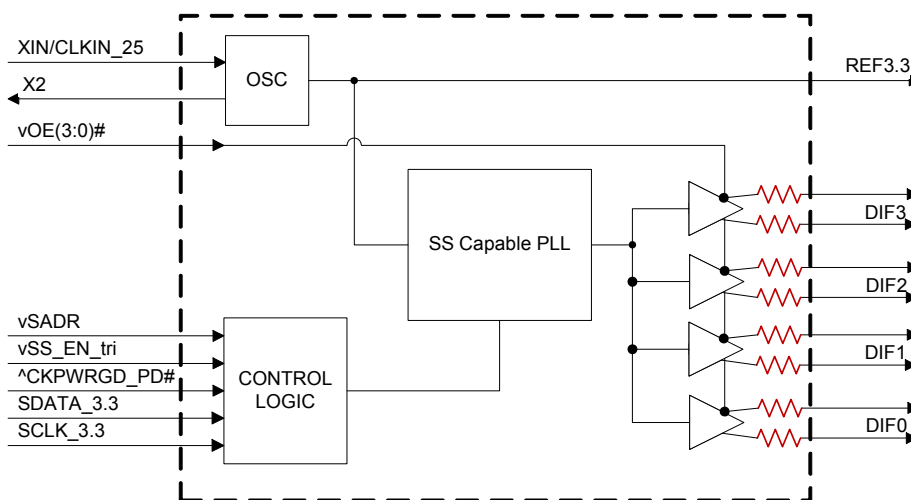 XIN/CLKIN_25
X2
vOE(3:0)#
OSC
REF3.3
SS Capable PLL
DIF3
DIF2
DIF1
DIF0
vSADR
vSS_EN_tri
^CKPWRGD_PD#
SDATA_3.3
SCLK_3.3
CONTROL
LOGIC